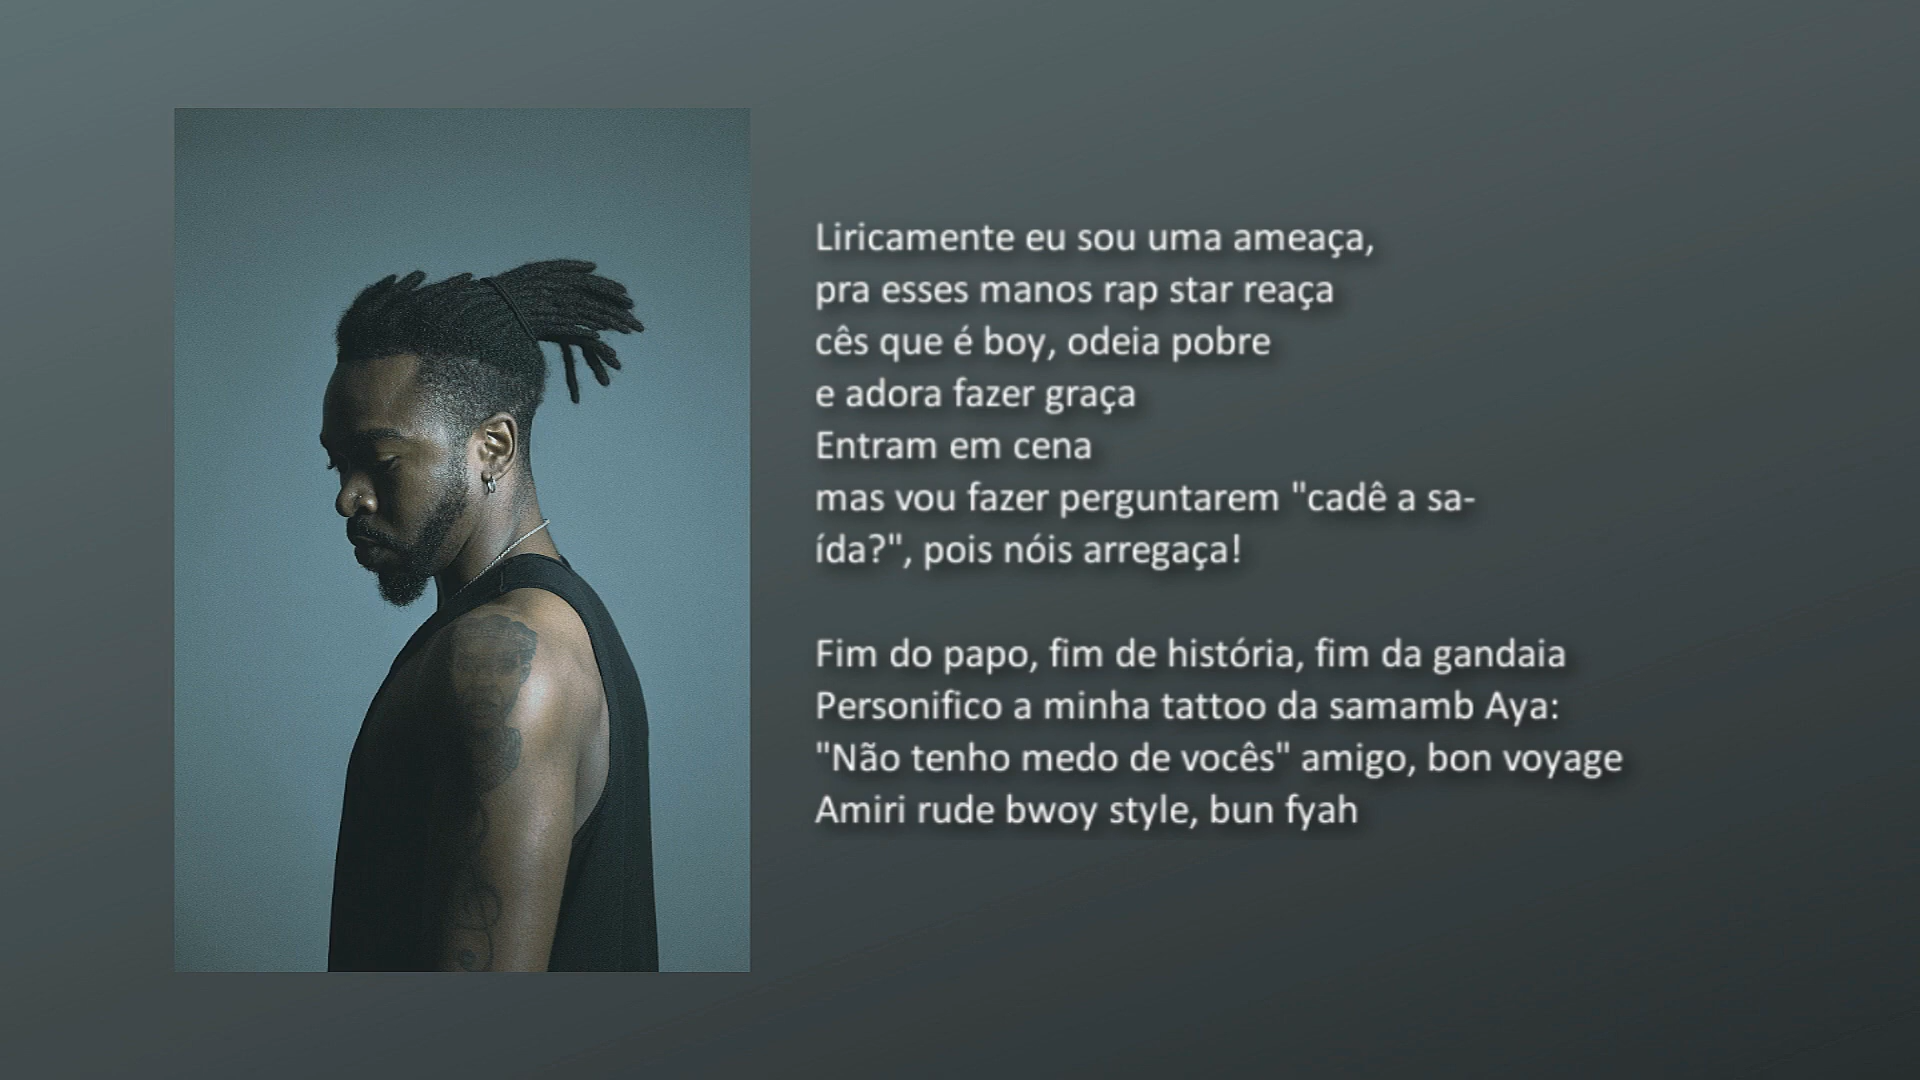 Liricamente eu sou uma ameaça,
pra esses manos rap star reaça
cês que é boy, odeia pobre
e adora fazer graça
Entram em cena
mas vou fazer perguntarem "cadê a sa-
ída?", pois nóis arregaça!
Fim do papo, fim de história, fim da gandaia
Personifico a minha tattoo da samamb Aya:
"Não tenho medo de vocês" amigo, bon voyage
Amiri rude bwoy style, bun fyah